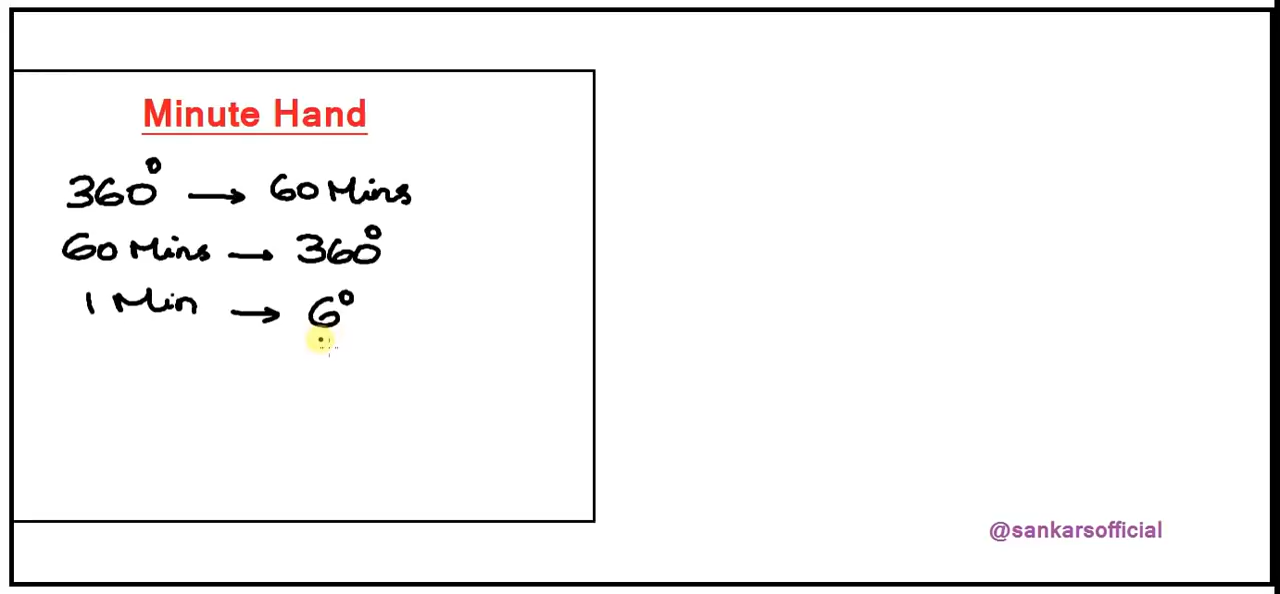 Minute Hand
360° → 60 Mins
60 Mins → 360°
1 Min → 6°
@sankarsofficial